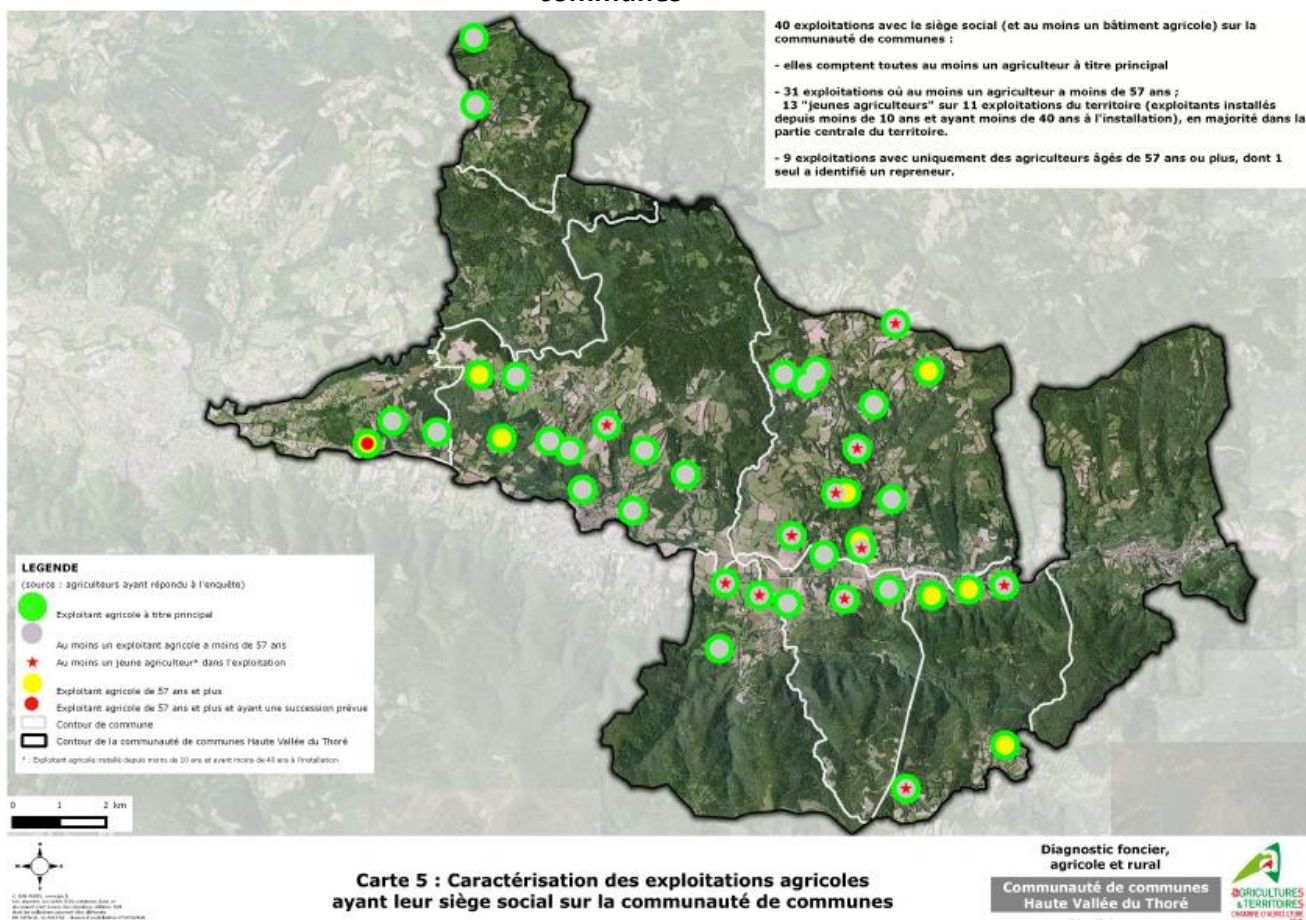 communes
40 exploitations avec le siège social (et au moins un bâtiment agricole) sur la
communauté de communes :
- elles comptent toutes au moins un agriculteur à titre principal
- 31 exploitations où au moins un agriculteur a moins de 57 ans ;
13 "jeunes agriculteurs" sur 11 exploitations du territoire (exploitants installés
depuis moins de 10 ans et ayant moins de 40 ans à l'installation), en majorité dans la
partie centrale du territoire.
- 9 exploitations avec uniquement des agriculteurs âgés de 57 ans ou plus, dont 1
seul a identifié un repreneur.
LEGENDE
(source : agriculteurs ayant répondu à l'enquête)
Exploitant agricole à titre principal
Au moins un exploitant agricole a moins de 57 ans
Au moins un jeune agriculteur* dans l'exploitation
Exploitant agricole de 57 ans et plus
Exploitant agricole de 57 ans et plus et ayant une succession prévue
Contour de commune
Contour de la communauté de communes Haute Vallée du Thoré
* : Exploitant agricole installé depuis moins de 10 ans et ayant moins de 40 ans à l'installation
0 1 2 km
Carte 5 : Caractérisation des exploitations agricoles
ayant leur siège social sur la communauté de communes
Diagnostic foncier,
agricole et rural
Communauté de communes
Haute Vallée du Thoré
AGRICULTURES
& TERRITOIRES
CHAMBRE D'AGRICULTURE